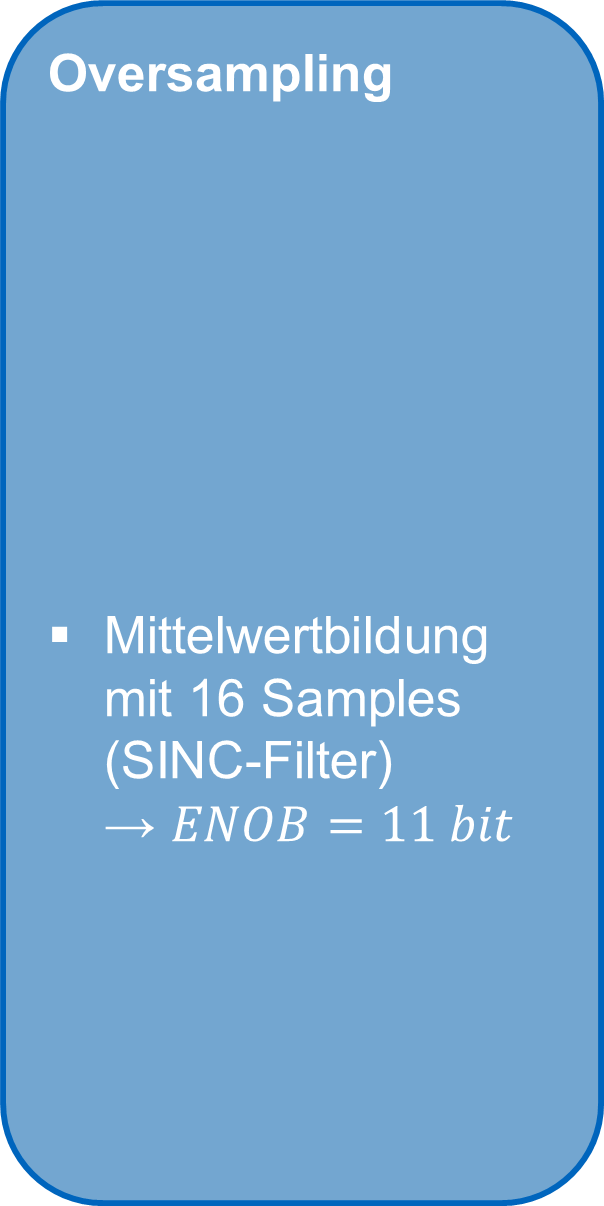 Oversampling
▪ Mittelwertbildung
mit 16 Samples
(SINC-Filter)
→ ENOB = 11 bit